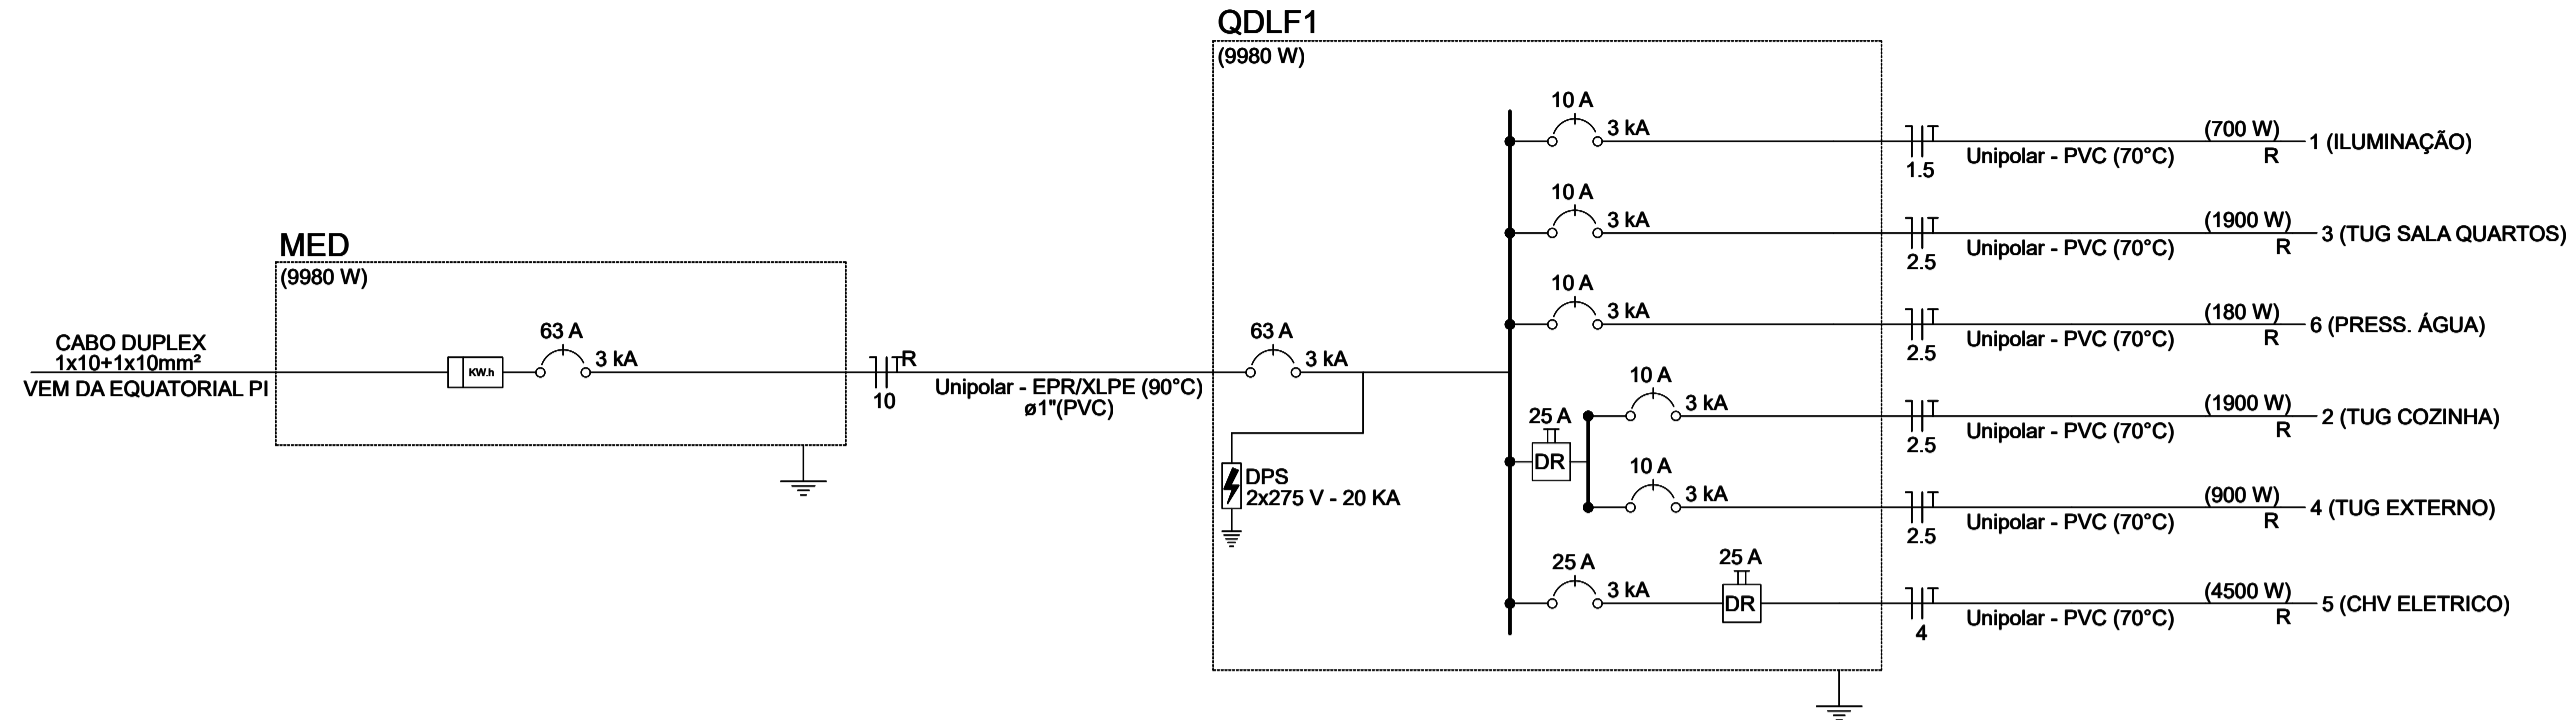 QDLF1
(9980 W)
MED
(9980 W)
CABO DUPLEX
1x10+1x10mm²
VEM DA EQUATORIAL PI
KW.h
63 A
3 kA
R
10
Unipolar - EPR/XLPE (90°C)
ø1"(PVC)
63 A
3 kA
DPS
2x275 V - 20 KA
10 A
3 kA
1.5
Unipolar - PVC (70°C)
(700 W)
R
1 (ILUMINAÇÃO)
10 A
3 kA
2.5
Unipolar - PVC (70°C)
(1900 W)
R
3 (TUG SALA QUARTOS)
10 A
3 kA
2.5
Unipolar - PVC (70°C)
(180 W)
R
6 (PRESS. ÁGUA)
25 A
DR
10 A
3 kA
2.5
Unipolar - PVC (70°C)
(1900 W)
R
2 (TUG COZINHA)
10 A
3 kA
2.5
Unipolar - PVC (70°C)
(900 W)
R
4 (TUG EXTERNO)
25 A
3 kA
25 A
DR
4
Unipolar - PVC (70°C)
(4500 W)
R
5 (CHV ELETRICO)